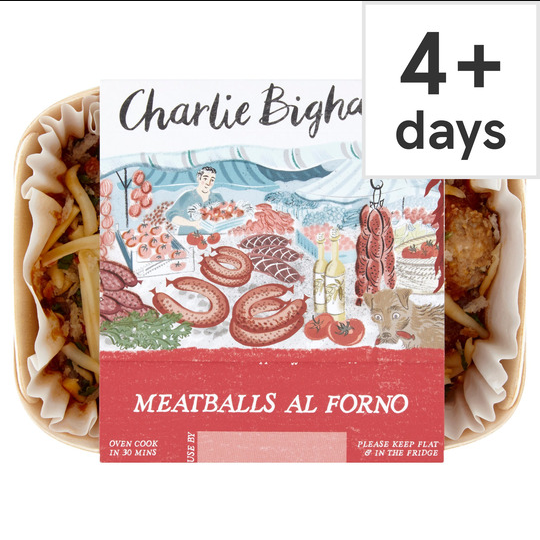 4+
days
Charlie Bigha
MEATBALLS AL FORNO
OVEN COOK
IN 30 MINS
USE BY
PLEASE KEEP FLAT
& IN THE FRIDGE